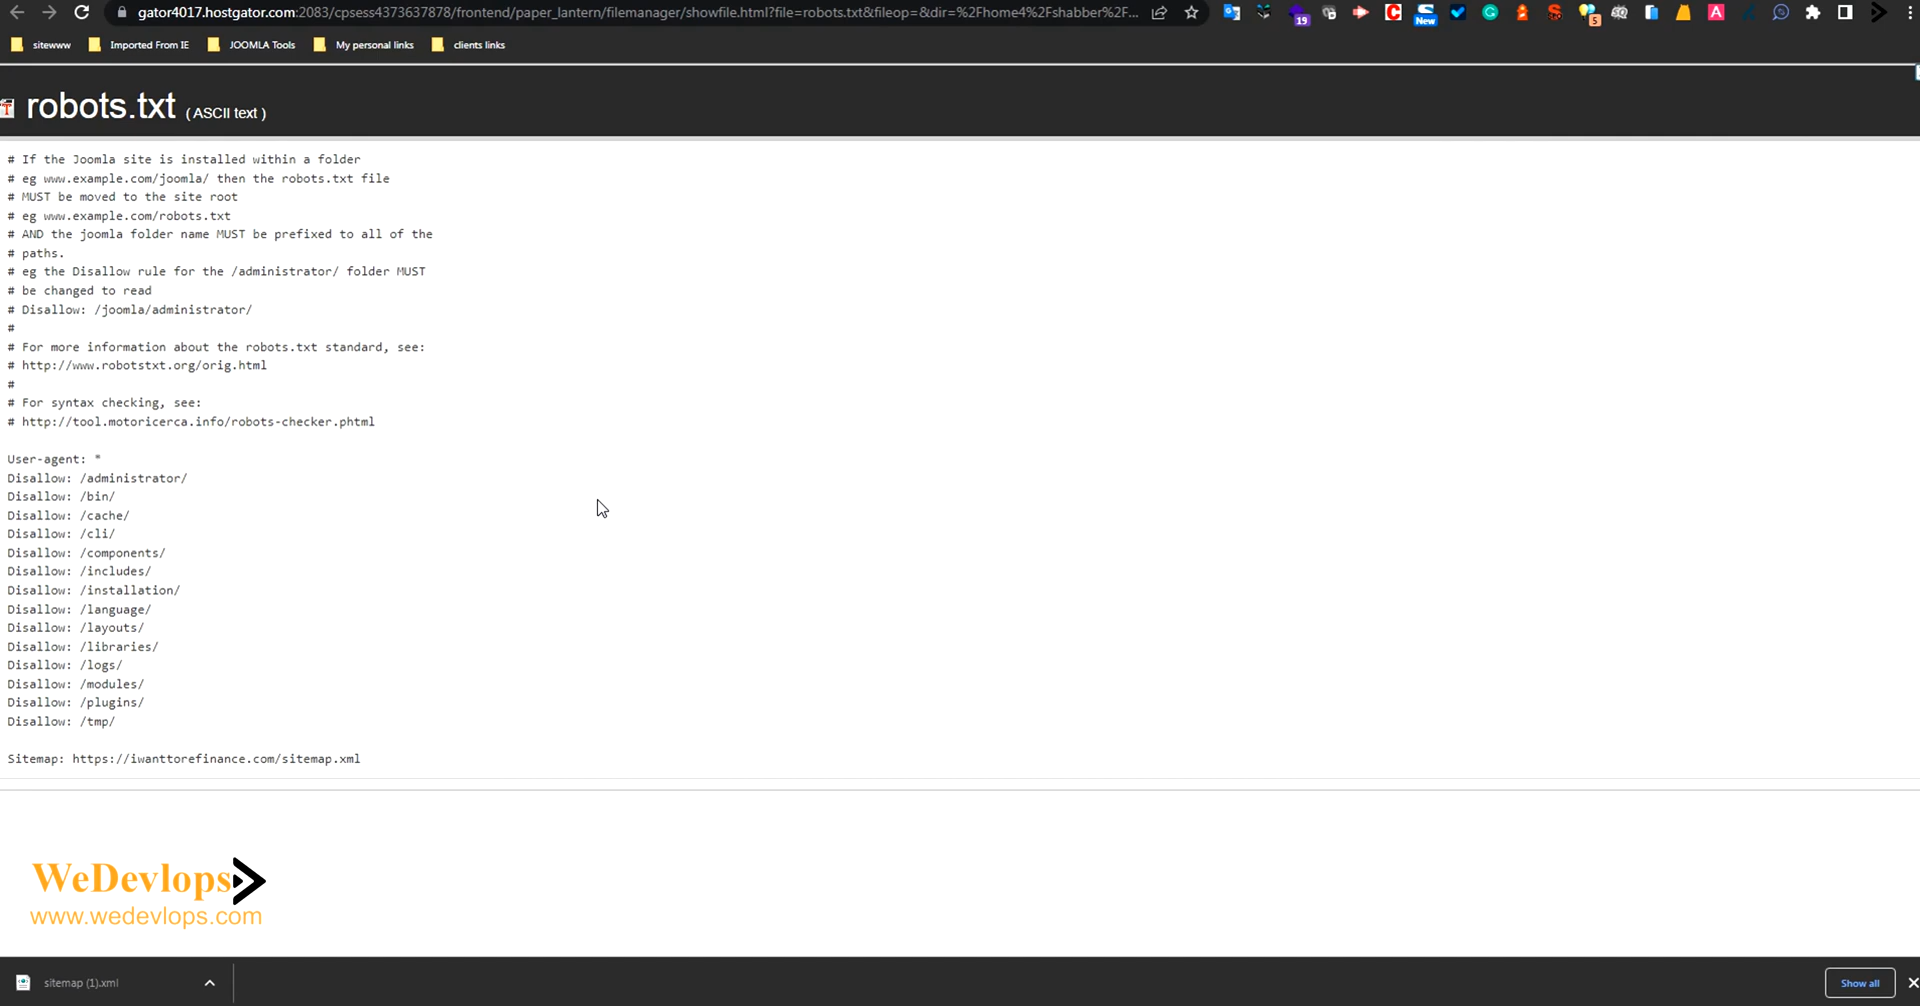 gator4017.hostgator.com:2083/cpsess4373637878/frontend/paper_lantern/filemanager/showfile.html?file=robots.txt&fileop=&dir=%2Fhome4%2Fshabber%2F...
19
New
5
sitewww
Imported From IE
JOOMLA Tools
My personal links
clients links
robots.txt ( ASCII text )
# If the Joomla site is installed within a folder
# eg www.example.com/joomla/ then the robots.txt file
# MUST be moved to the site root
# eg www.example.com/robots.txt
# AND the joomla folder name MUST be prefixed to all of the
# paths.
# eg the Disallow rule for the /administrator/ folder MUST
# be changed to read
# Disallow: /joomla/administrator/
#
# For more information about the robots.txt standard, see:
# http://www.robotstxt.org/orig.html
#
# For syntax checking, see:
# http://tool.motoricerca.info/robots-checker.phtml
User-agent: *
Disallow: /administrator/
Disallow: /bin/
Disallow: /cache/
Disallow: /cli/
Disallow: /components/
Disallow: /includes/
Disallow: /installation/
Disallow: /language/
Disallow: /layouts/
Disallow: /libraries/
Disallow: /logs/
Disallow: /modules/
Disallow: /plugins/
Disallow: /tmp/
Sitemap: https://iwanttorefinance.com/sitemap.xml
WeDevlops
www.wedevlops.com
sitemap (1).xml
Show all